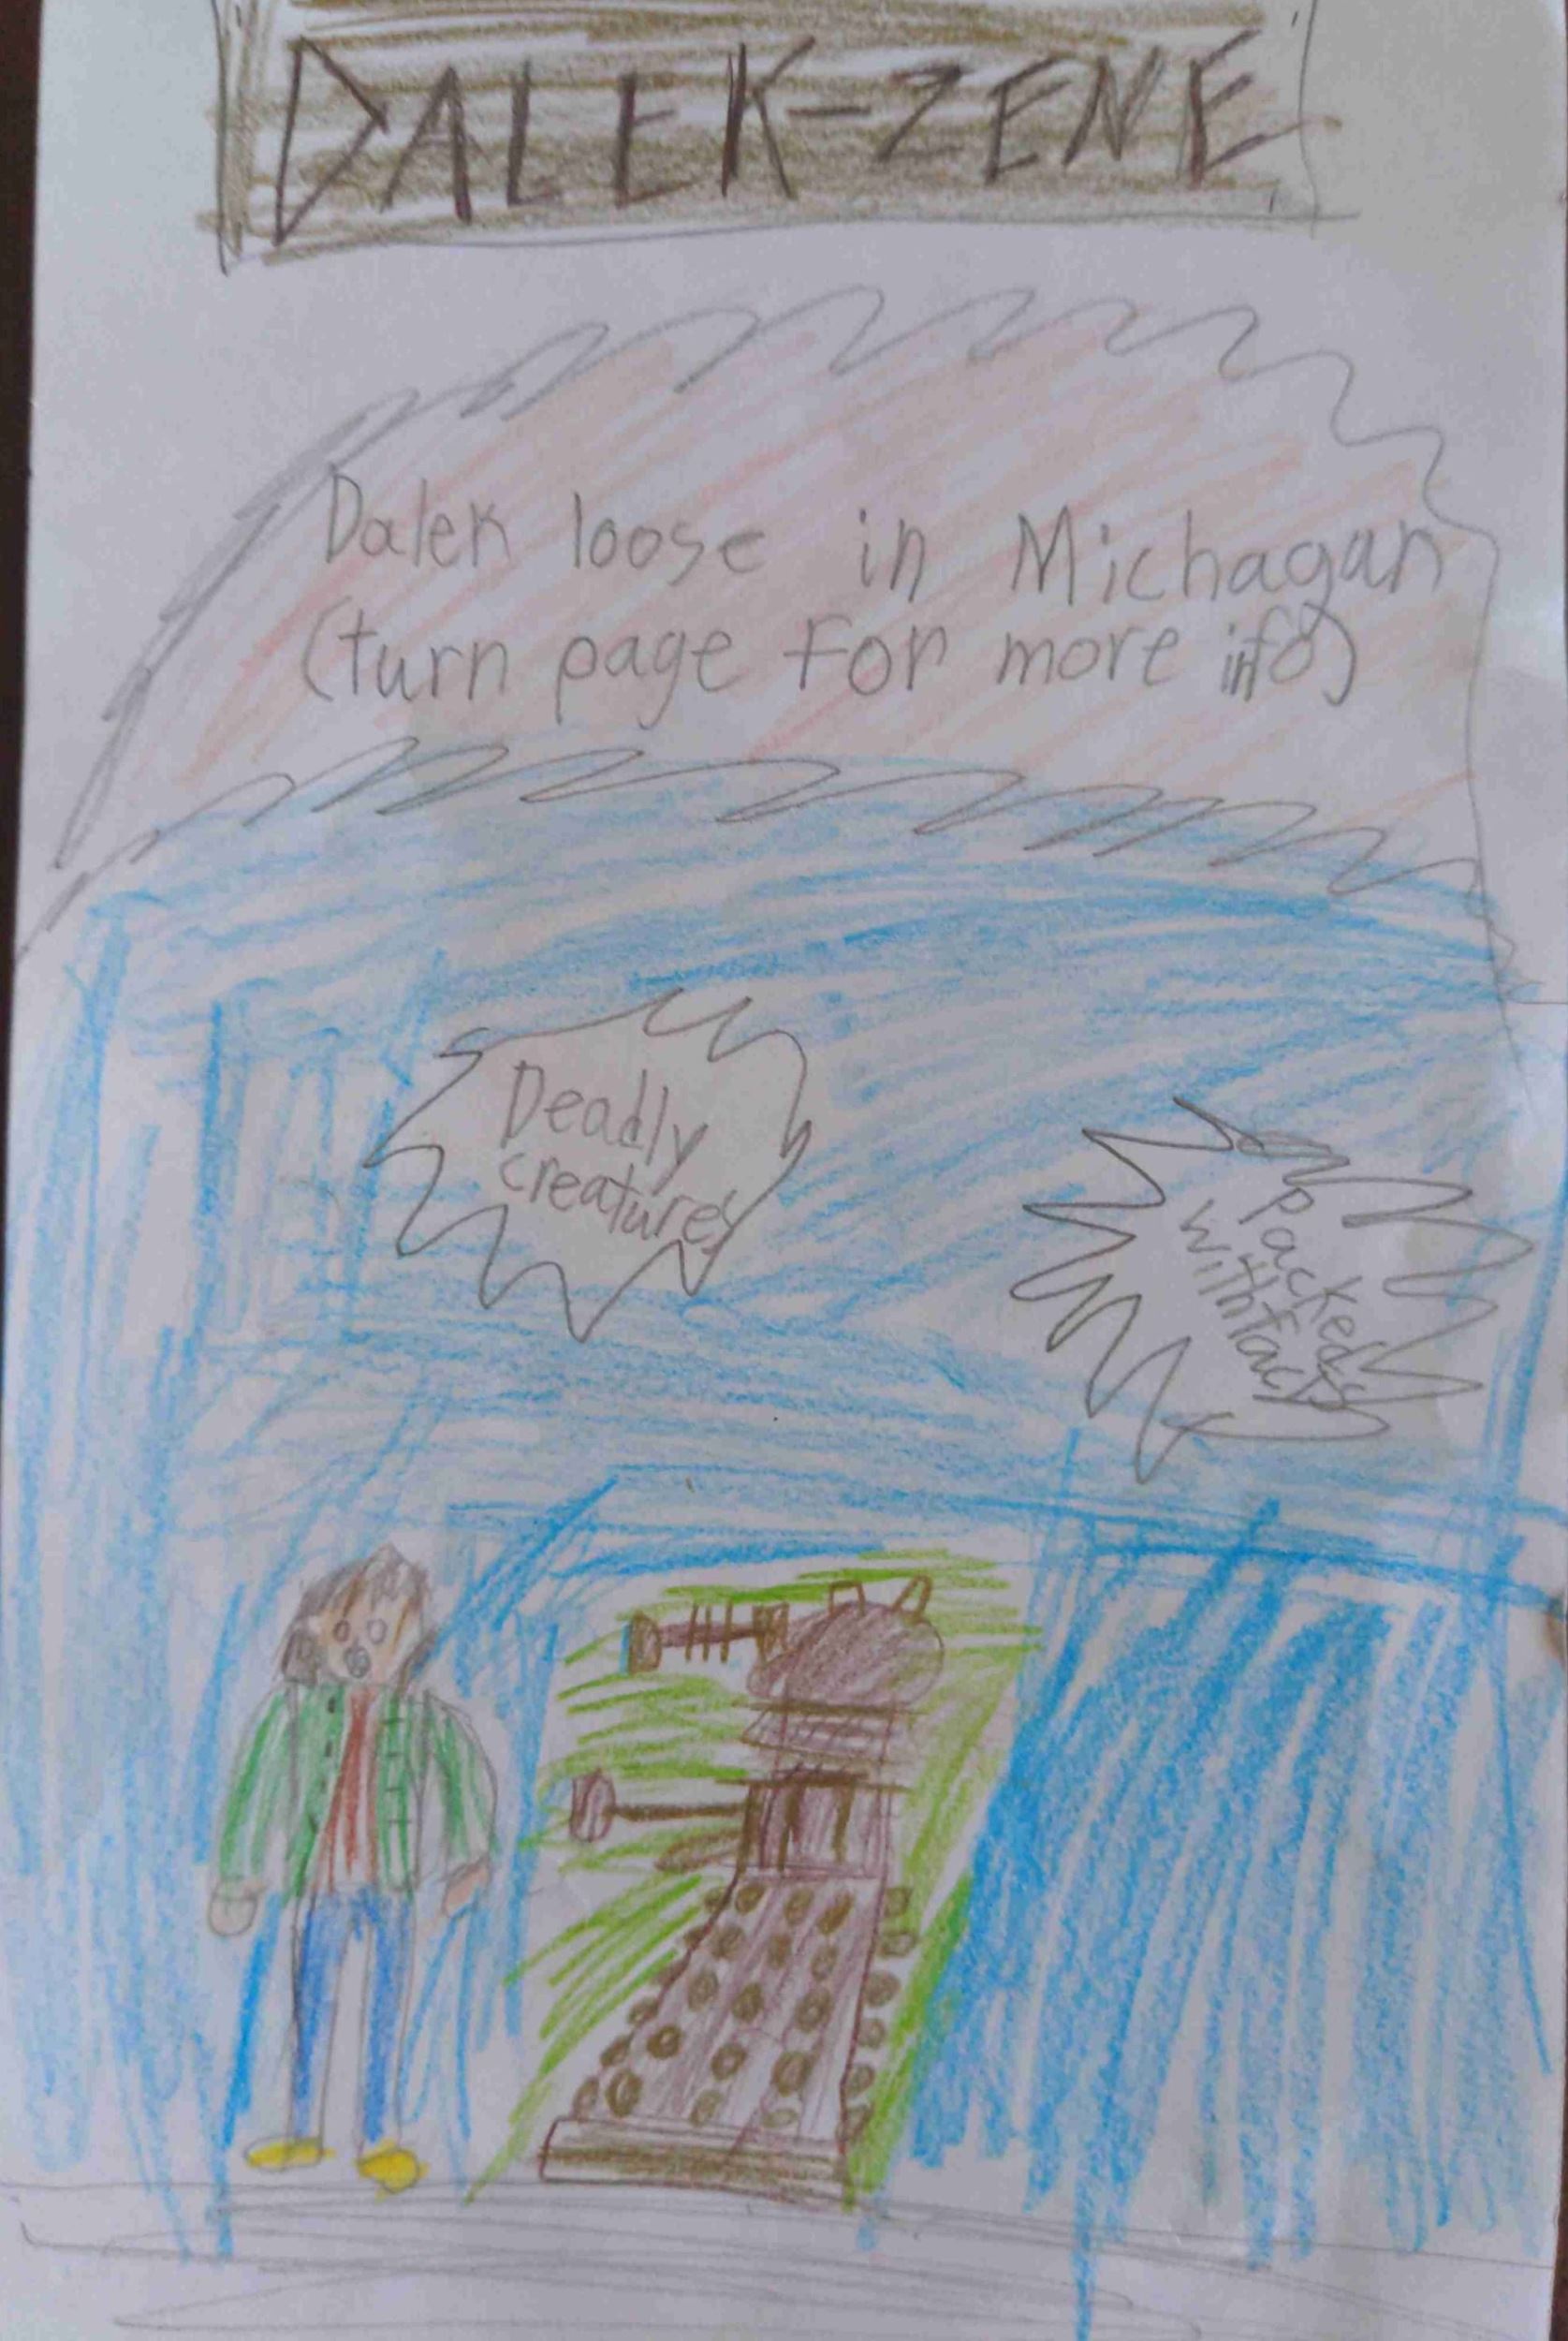 DALEK-ZENE
Dalek loose in Michagan
(turn page for more info)
Deadly
creatures
packed
with facts